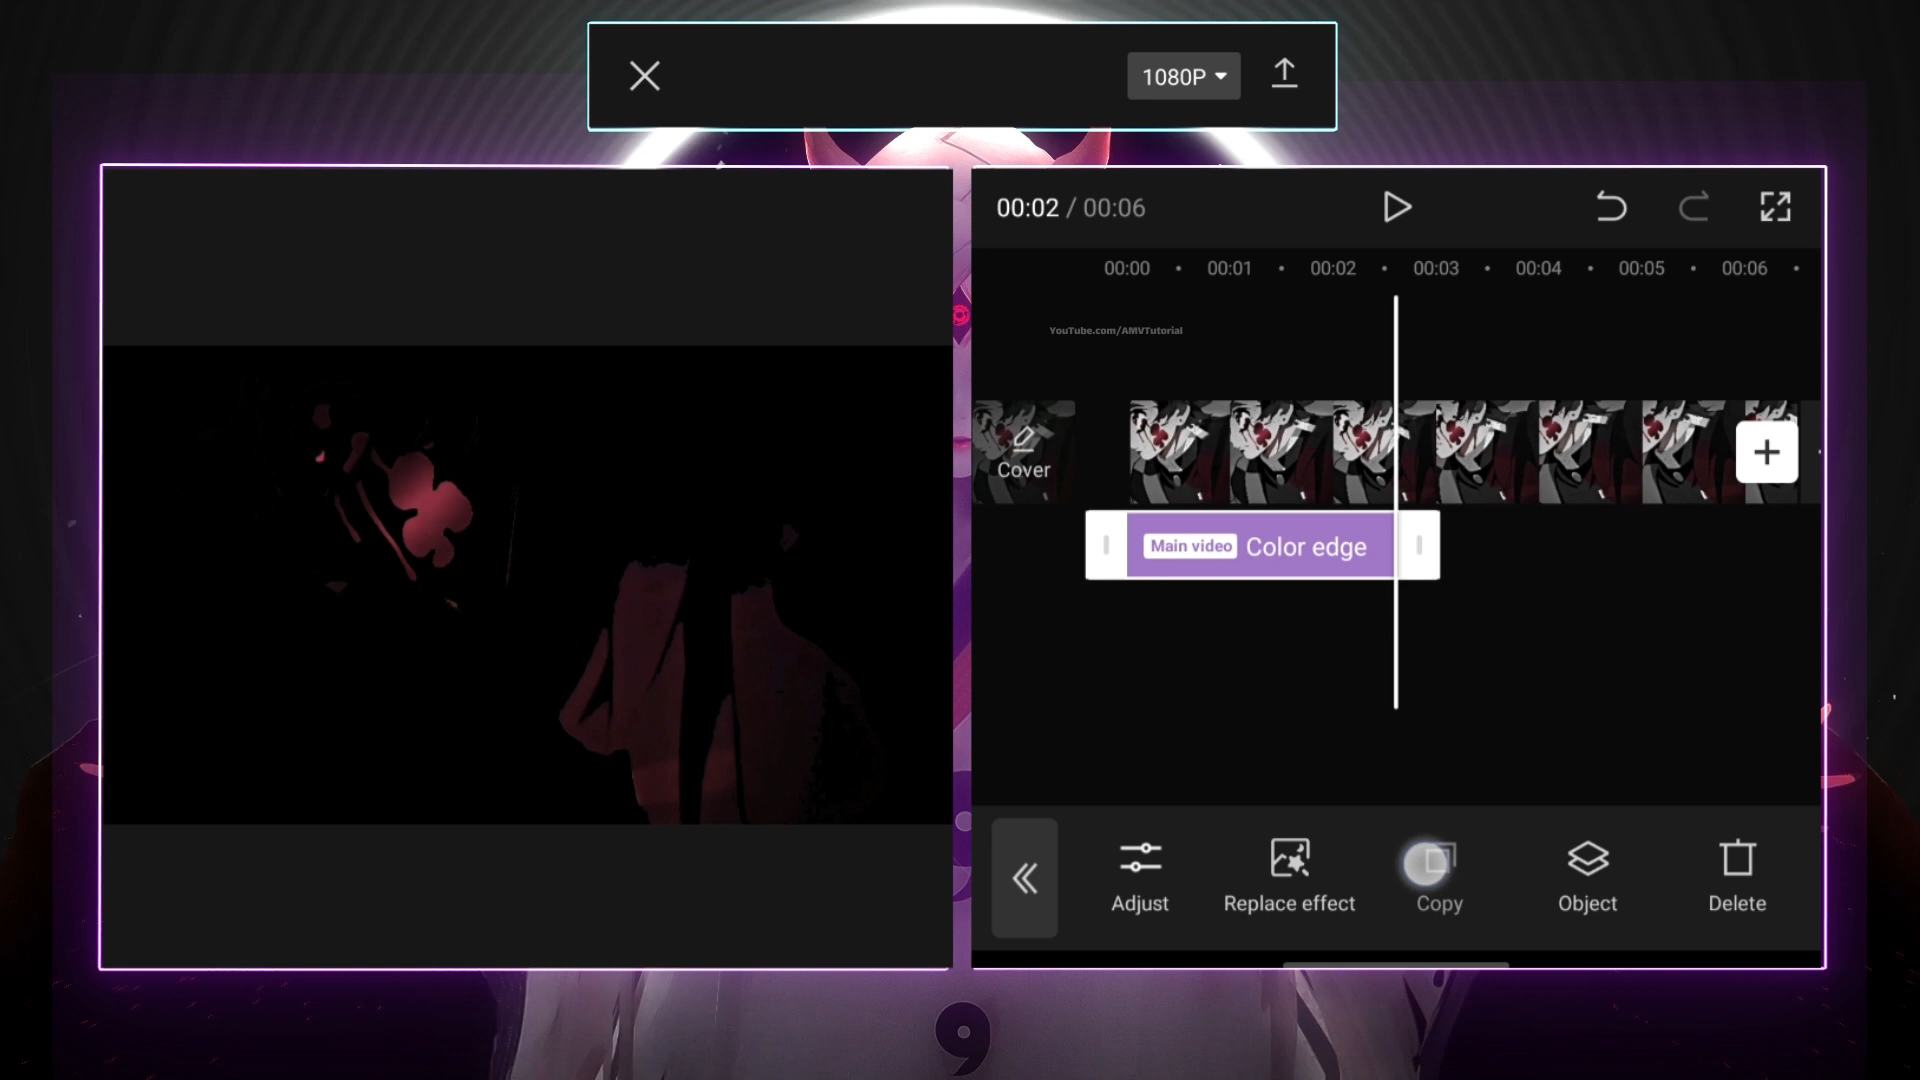 1080P
00:02 / 00:06
00:00 00:01 00:02 00:03 00:04 00:05 00:06
YouTube.com/AMVTutorial
Cover
Main video Color edge
Adjust Replace effect Copy Object Delete
9